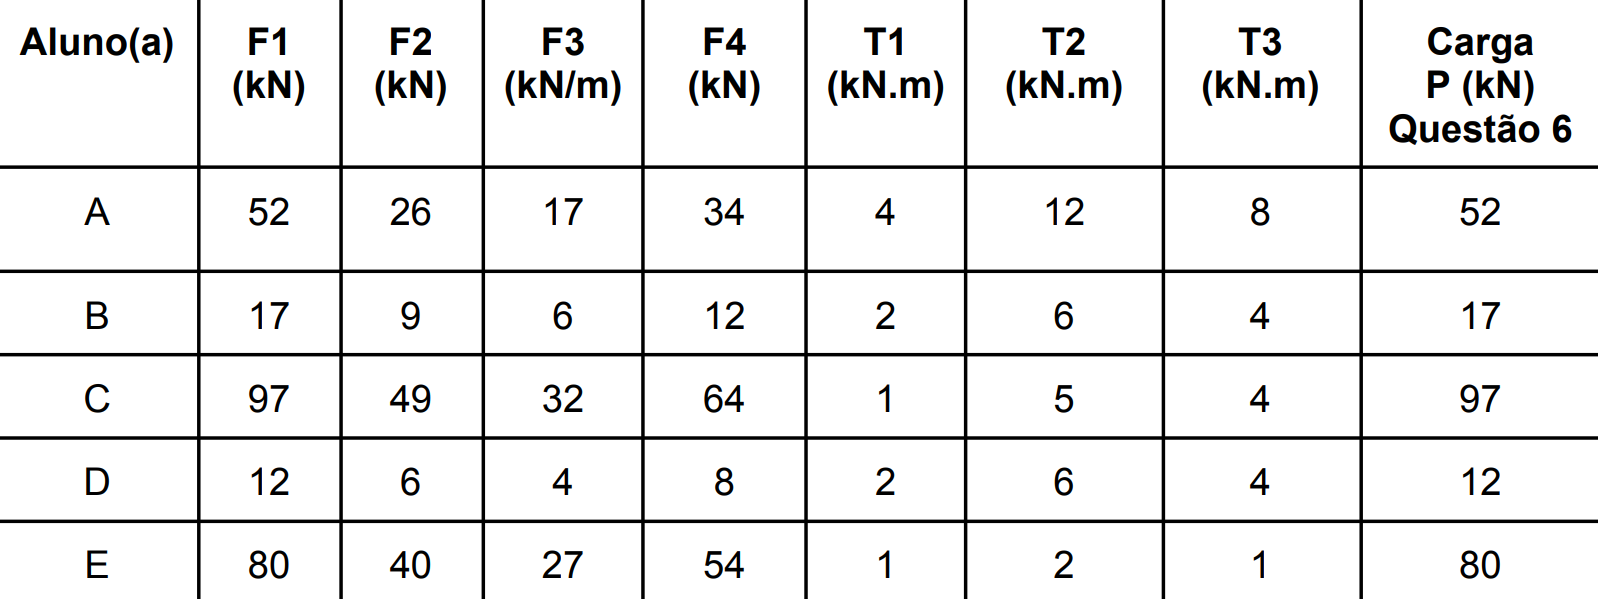 Aluno(a) F1 (kN) F2 (kN) F3 (kN/m) F4 (kN) T1 (kN.m) T2 (kN.m) T3 (kN.m) Carga P (kN) Questão 6
A 52 26 17 34 4 12 8 52
B 17 9 6 12 2 6 4 17
C 97 49 32 64 1 5 4 97
D 12 6 4 8 2 6 4 12
E 80 40 27 54 1 2 1 80